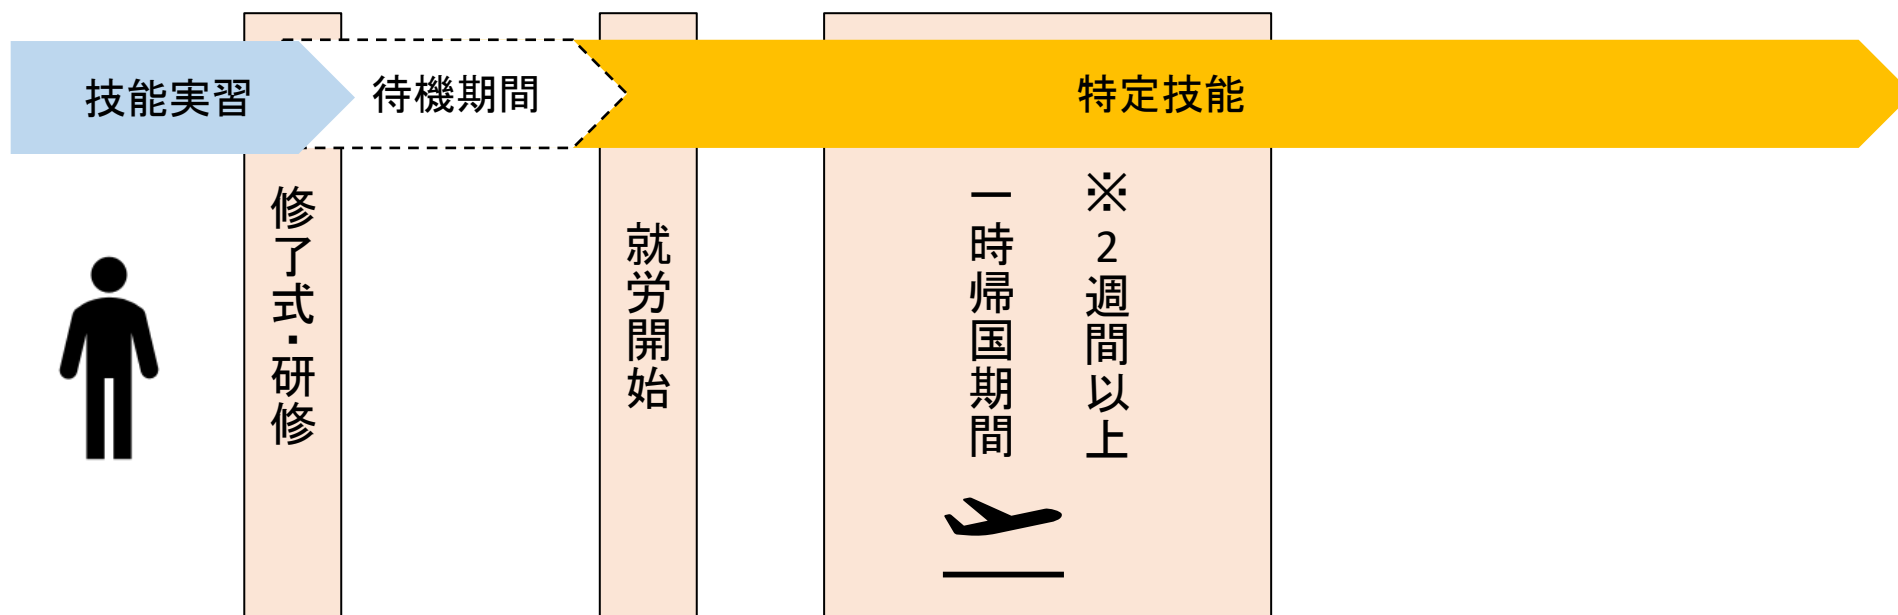 技能実習
待機期間
特定技能
修了式・研修
就労開始
※2週間以上
一時帰国期間